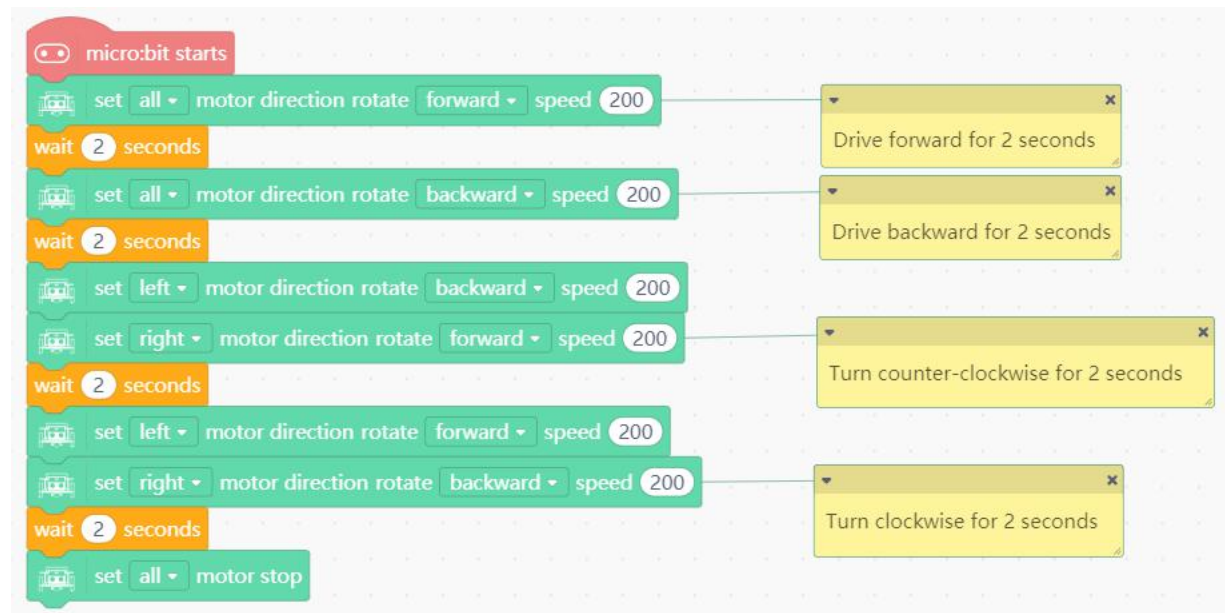 micro:bit starts
set all motor direction rotate forward speed 200
Drive forward for 2 seconds
wait 2 seconds
set all motor direction rotate backward speed 200
Drive backward for 2 seconds
wait 2 seconds
set left motor direction rotate backward speed 200
set right motor direction rotate forward speed 200
Turn counter-clockwise for 2 seconds
wait 2 seconds
set left motor direction rotate forward speed 200
set right motor direction rotate backward speed 200
Turn clockwise for 2 seconds
wait 2 seconds
set all motor stop